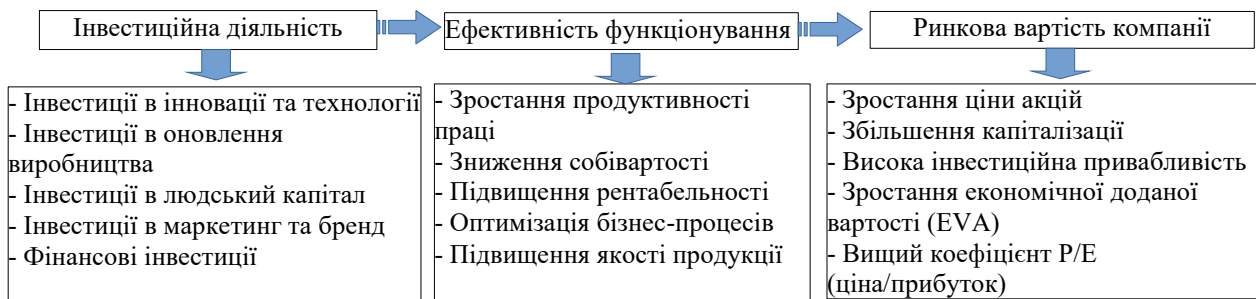 Інвестиційна діяльність
Ефективність функціонування
Ринкова вартість компанії
- Інвестиції в інновації та технології
- Інвестиції в оновлення
виробництва
- Інвестиції в людський капітал
- Інвестиції в маркетинг та бренд
- Фінансові інвестиції
- Зростання продуктивності
праці
- Зниження собівартості
- Підвищення рентабельності
- Оптимізація бізнес-процесів
- Підвищення якості продукції
- Зростання ціни акцій
- Збільшення капіталізації
- Висока інвестиційна привабливість
- Зростання економічної доданої
вартості (EVA)
- Вищий коефіцієнт P/E
(ціна/прибуток)